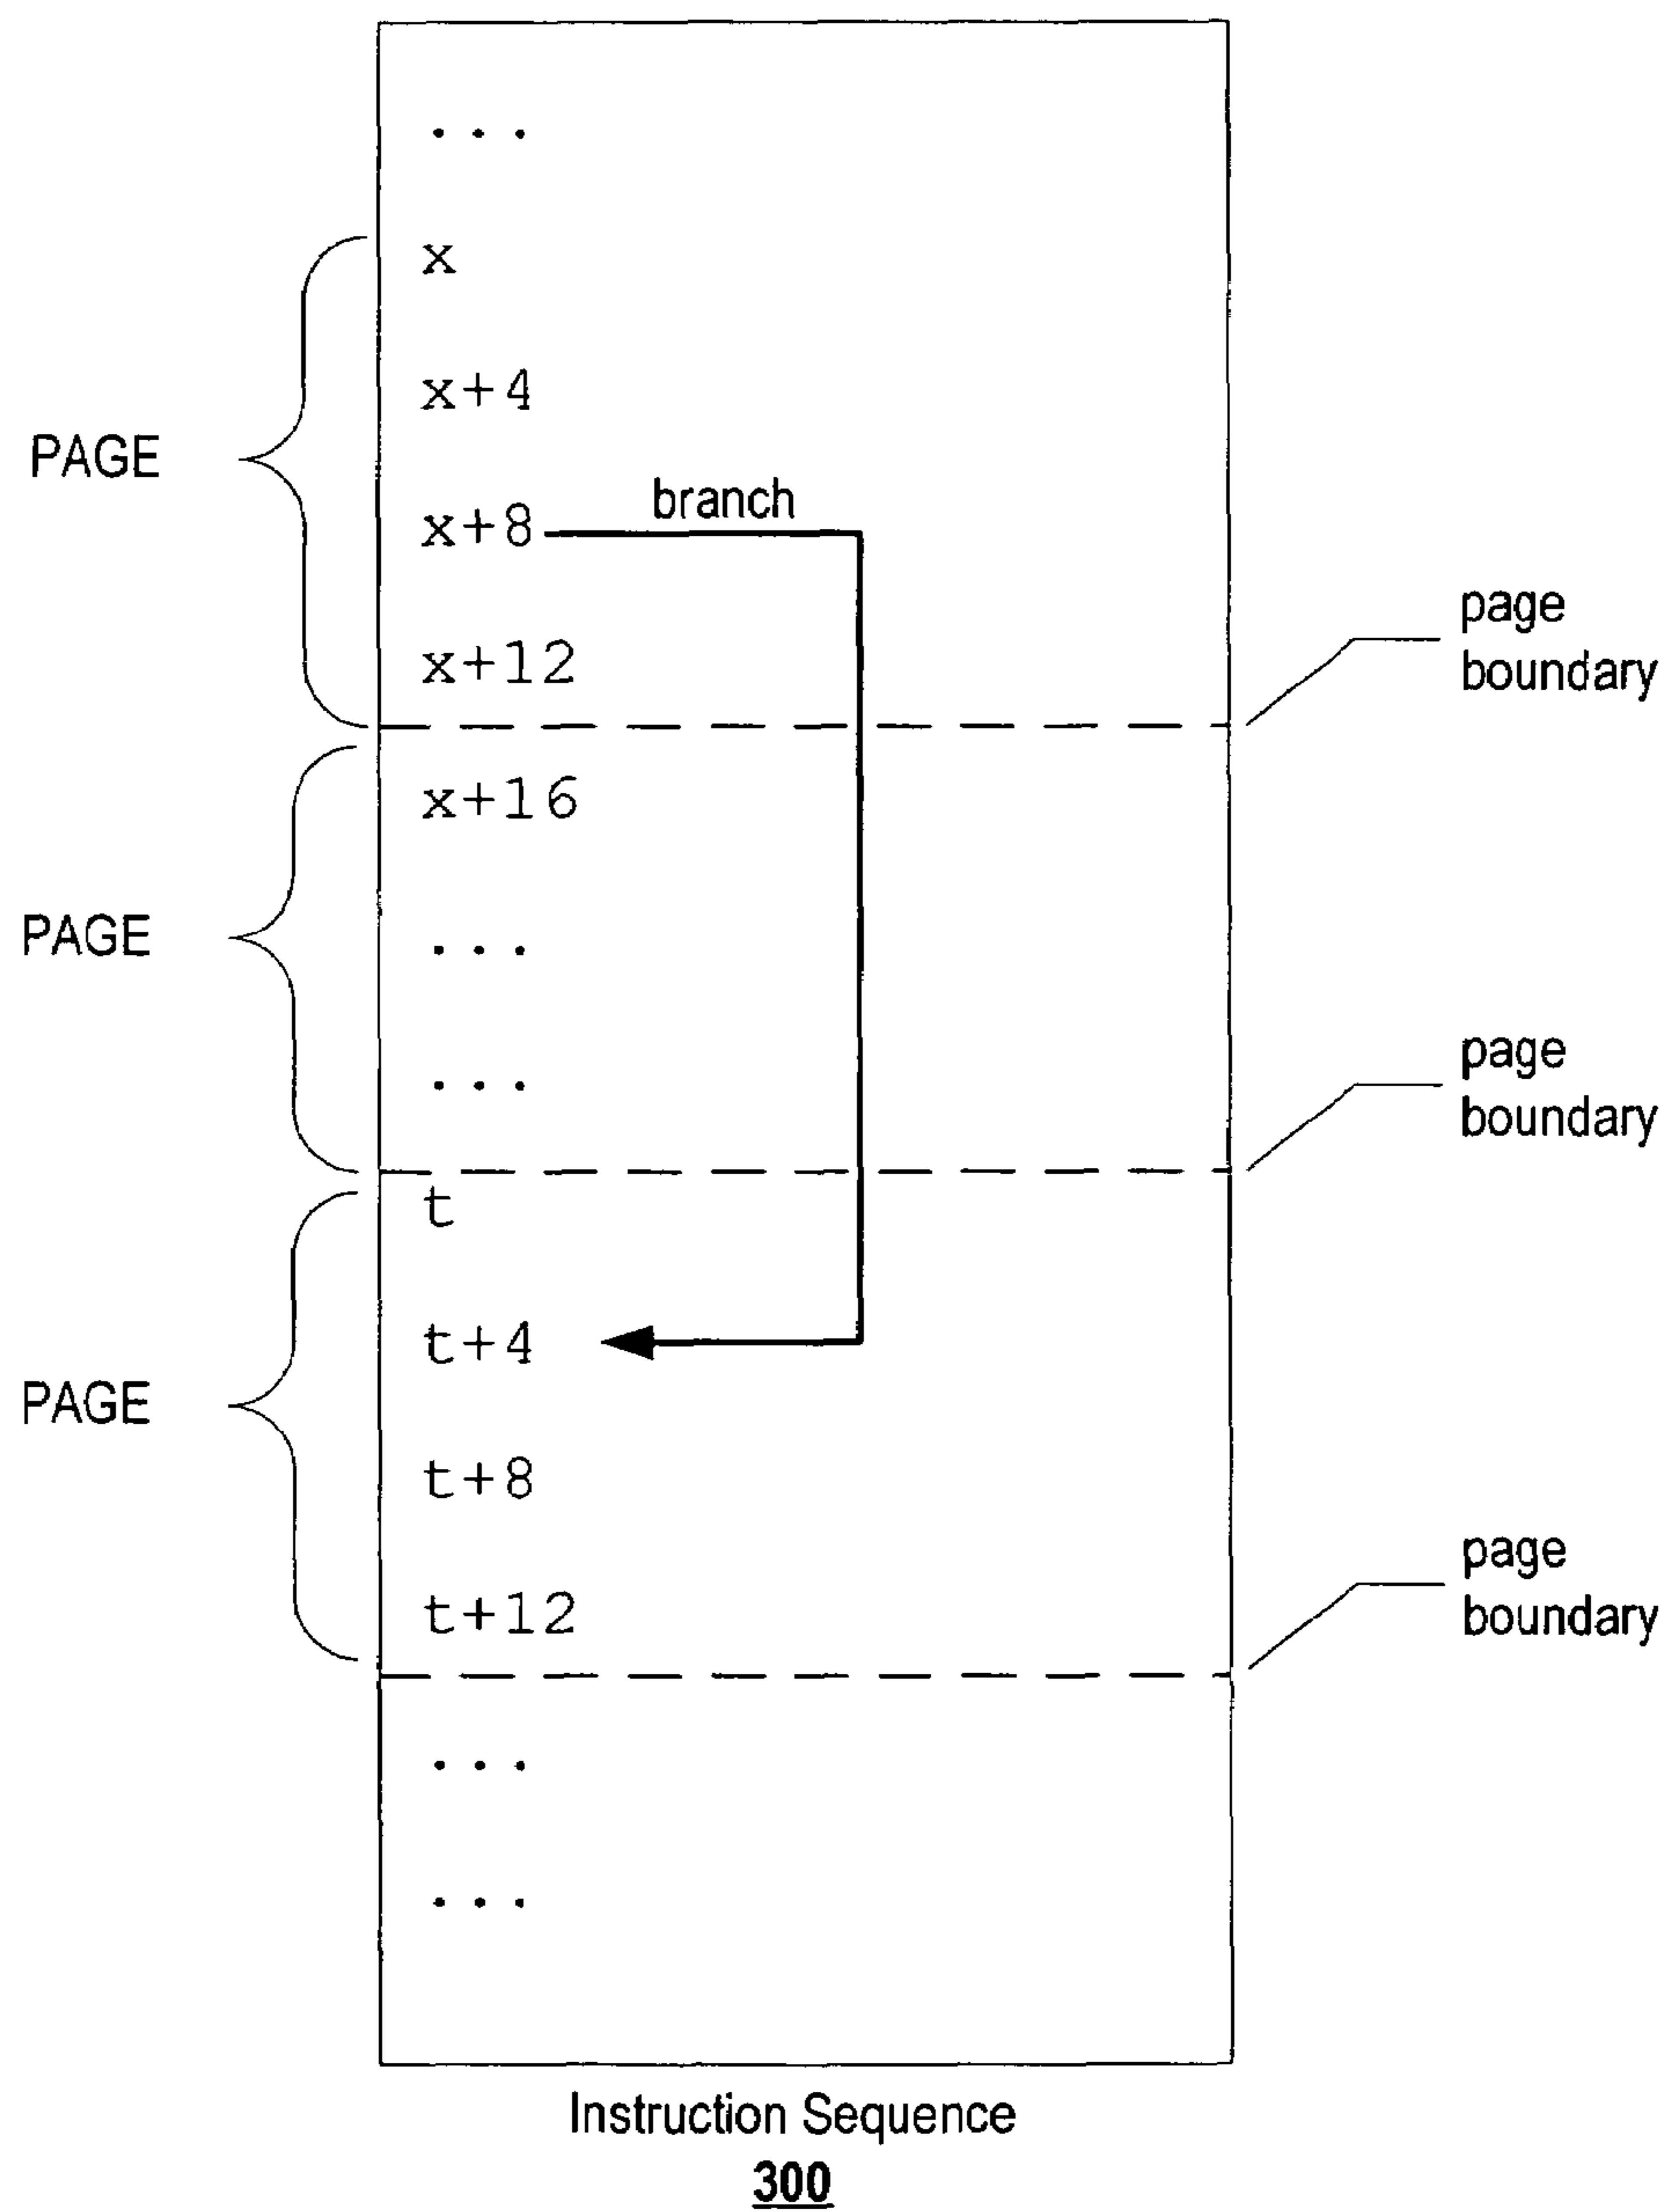 ...
x
x+4
PAGE
branch
x+8
page
boundary
x+12
x+16
PAGE
...
page
boundary
...
t
t+4
PAGE
t+8
page
boundary
t+12
...
...
Instruction Sequence
300